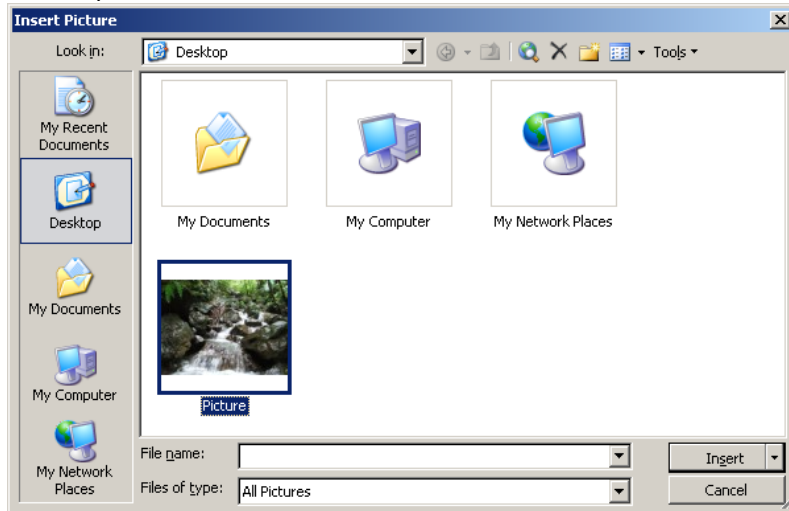 Insert Picture
Look in:
Desktop
Tools
My Recent
Documents
Desktop
My Documents
My Computer
My Network
Places
My Documents
My Computer
My Network Places
Picture
File name:
Insert
Files of type:
All Pictures
Cancel